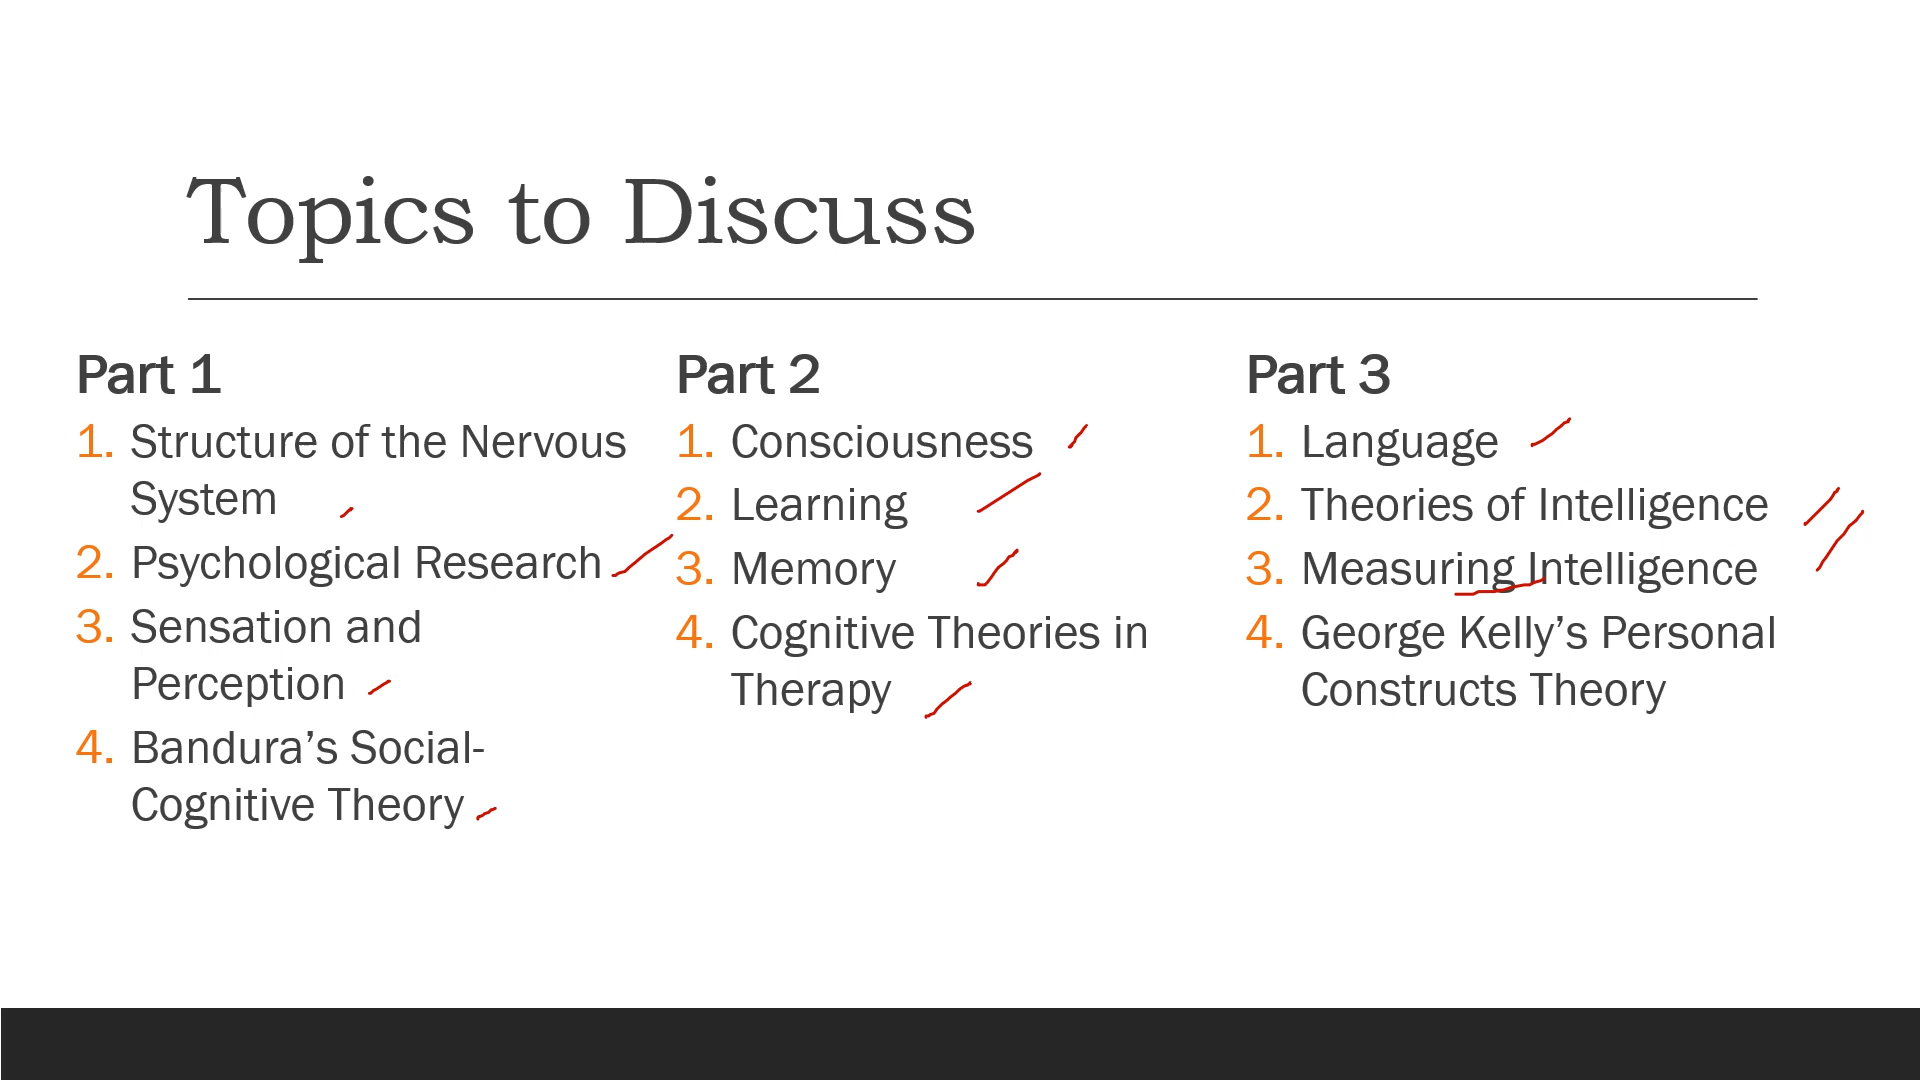 Topics to Discuss
Part 1
1. Structure of the Nervous
System
2. Psychological Research
3. Sensation and
Perception
4. Bandura’s Social-
Cognitive Theory
Part 2
1. Consciousness
2. Learning
3. Memory
4. Cognitive Theories in
Therapy
Part 3
1. Language
2. Theories of Intelligence
3. Measuring Intelligence
4. George Kelly’s Personal
Constructs Theory